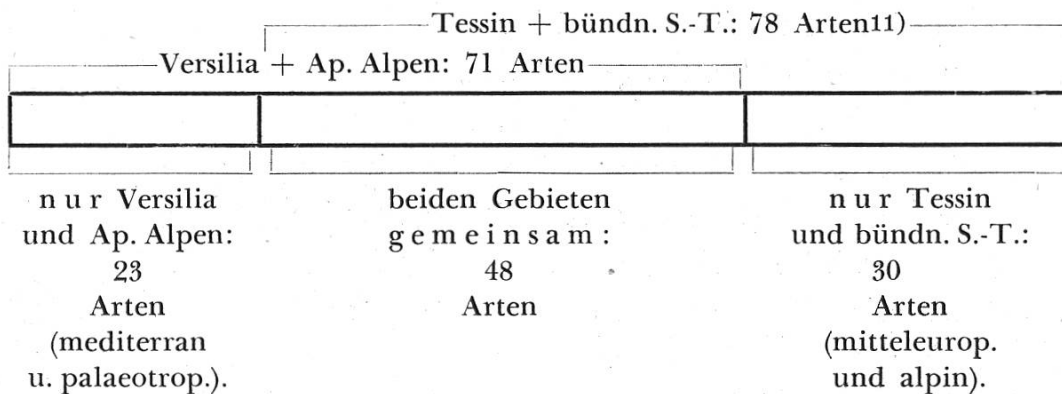 Tessin + bündn. S.-T.: 78 Arten11)
Versilia + Ap. Alpen: 71 Arten
nur Versilia
und Ap. Alpen:
23
Arten
(mediterran
u. palaeotrop.).
beiden Gebieten
gemeinsam:
48
Arten
nur Tessin
und bündn. S.-T.:
30
Arten
(mitteleurop.
und alpin).